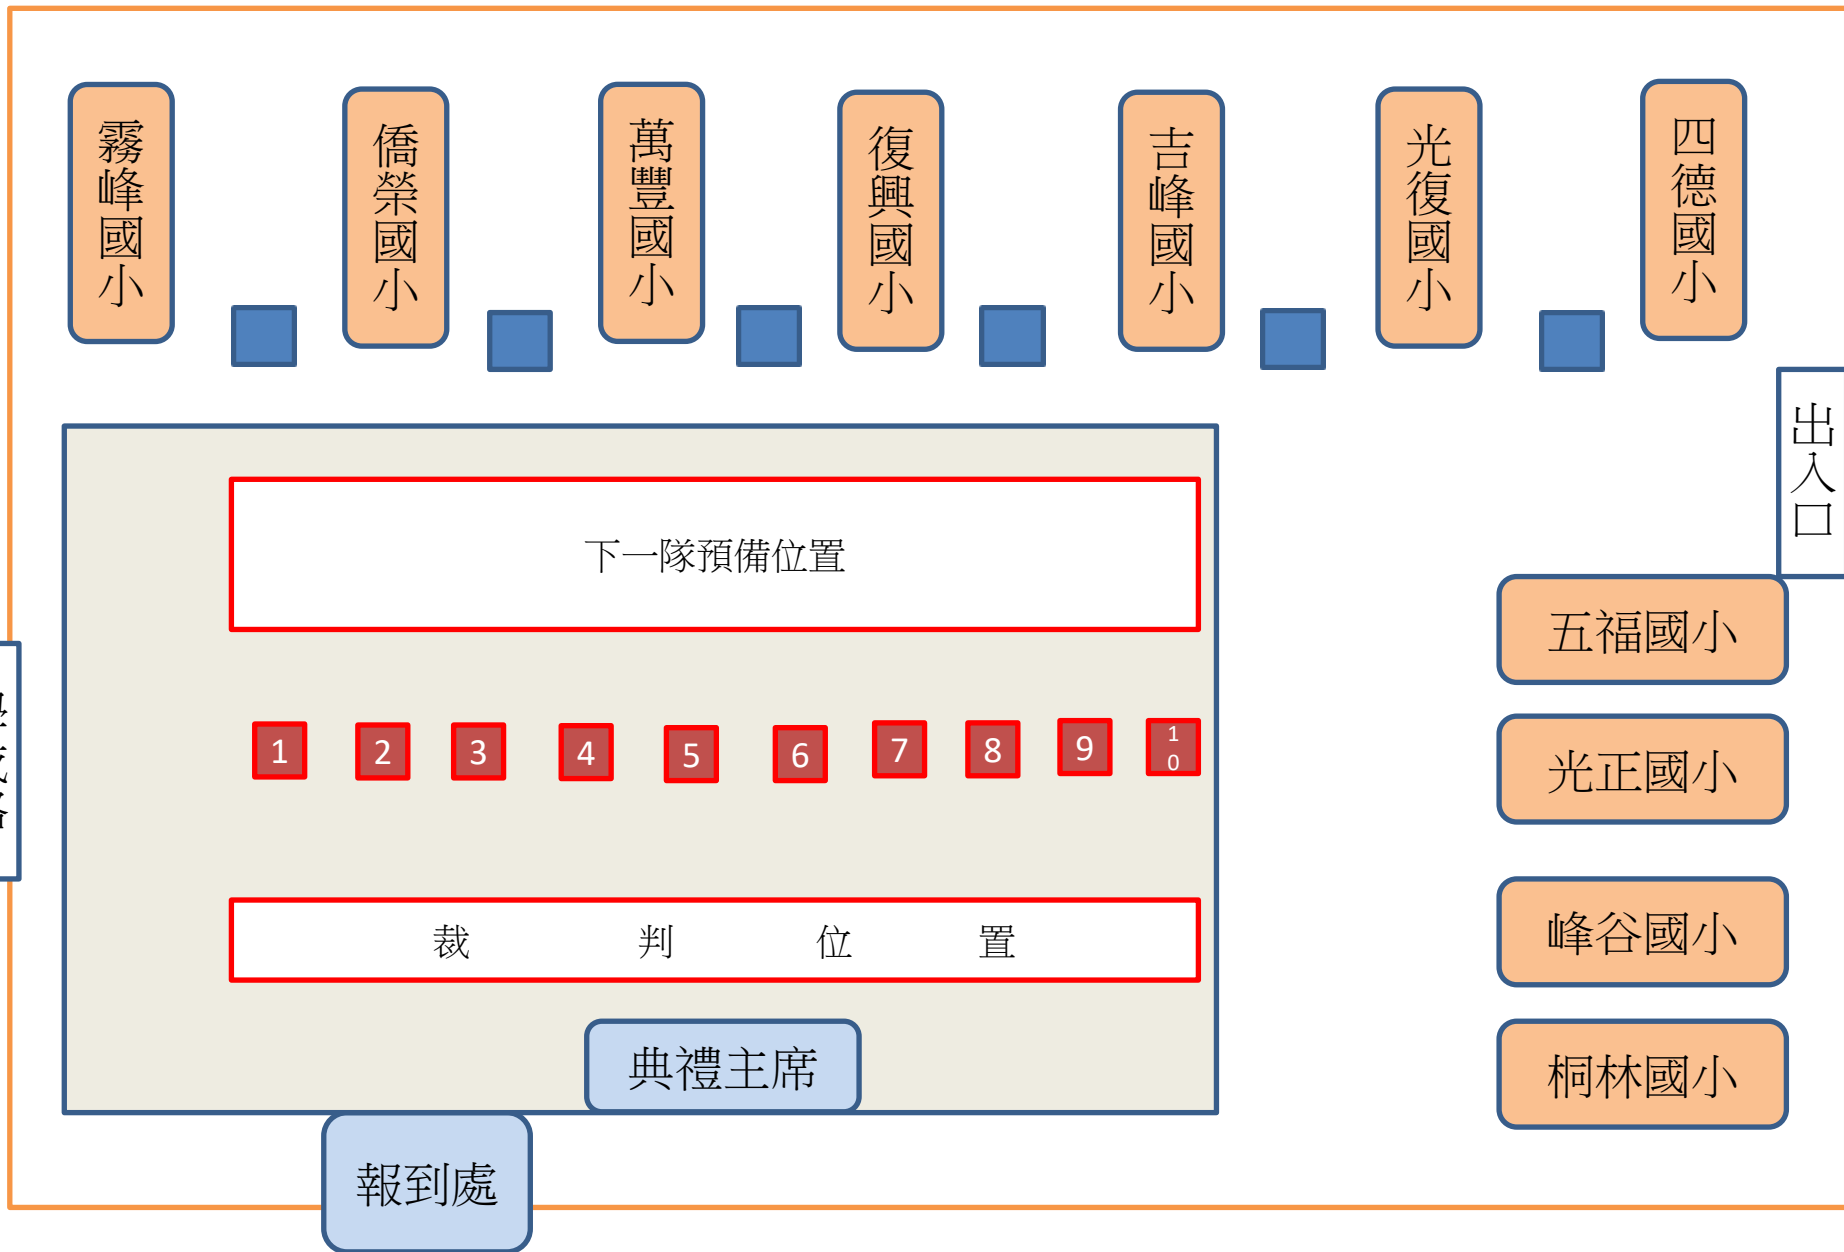 霧峰國小
僑榮國小
萬豐國小
復興國小
吉峰國小
光復國小
四德國小
出入口
下一隊預備位置
五福國小
1 2 3 4 5 6 7 8 9 10
光正國小
裁判位置
峰谷國小
典禮主席
桐林國小
報到處